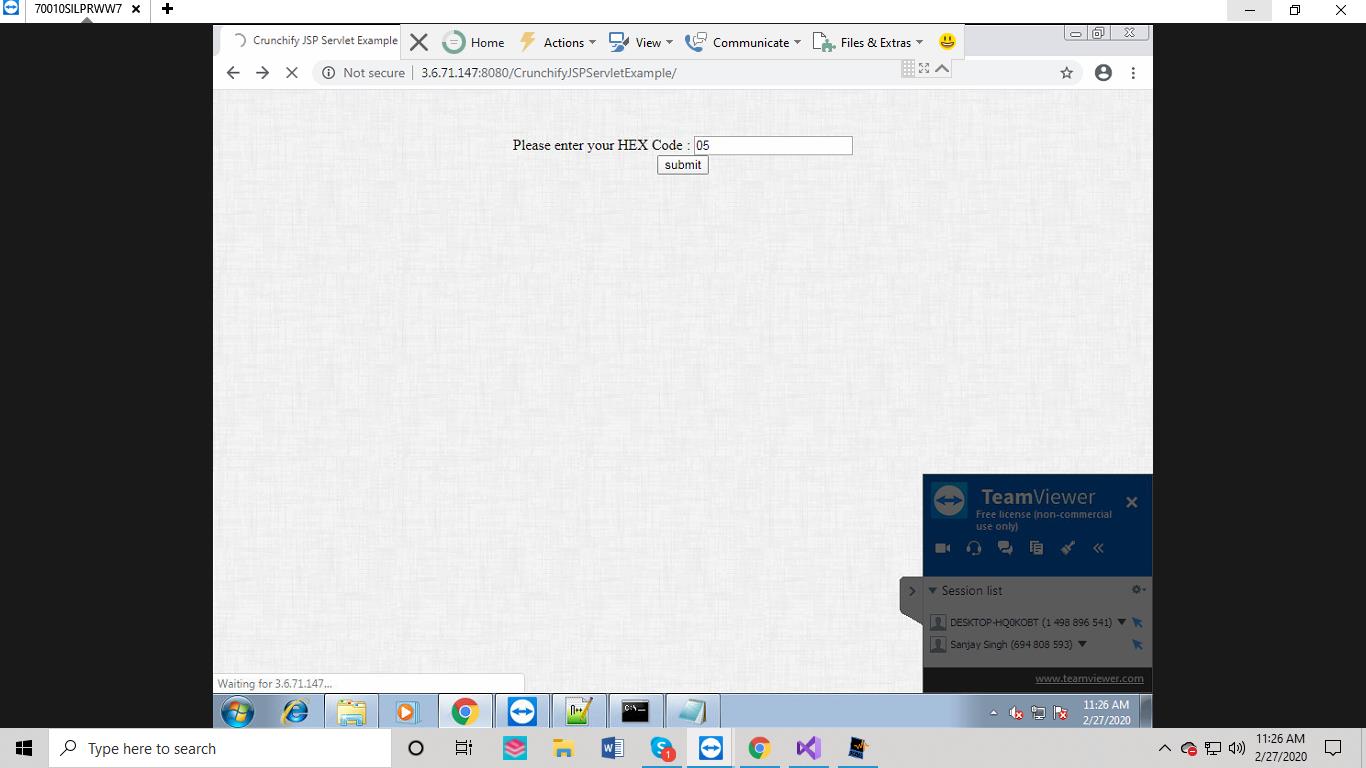 70010SILPRWW7
Crunchify JSP Servlet Example
Home
Actions
View
Communicate
Files & Extras
Not secure
3.6.71.147:8080/CrunchifyJSPServletExample/
Please enter your HEX Code :
05
submit
TeamViewer
Free license (non-commercial
use only)
Session list
DESKTOP-HQ0KOBT (1 498 896 541)
Sanjay Singh (694 808 593)
www.teamviewer.com
Waiting for 3.6.71.147...
N++
C:\
11:26 AM
2/27/2020
Type here to search
W
S
1
11:26 AM
2/27/2020